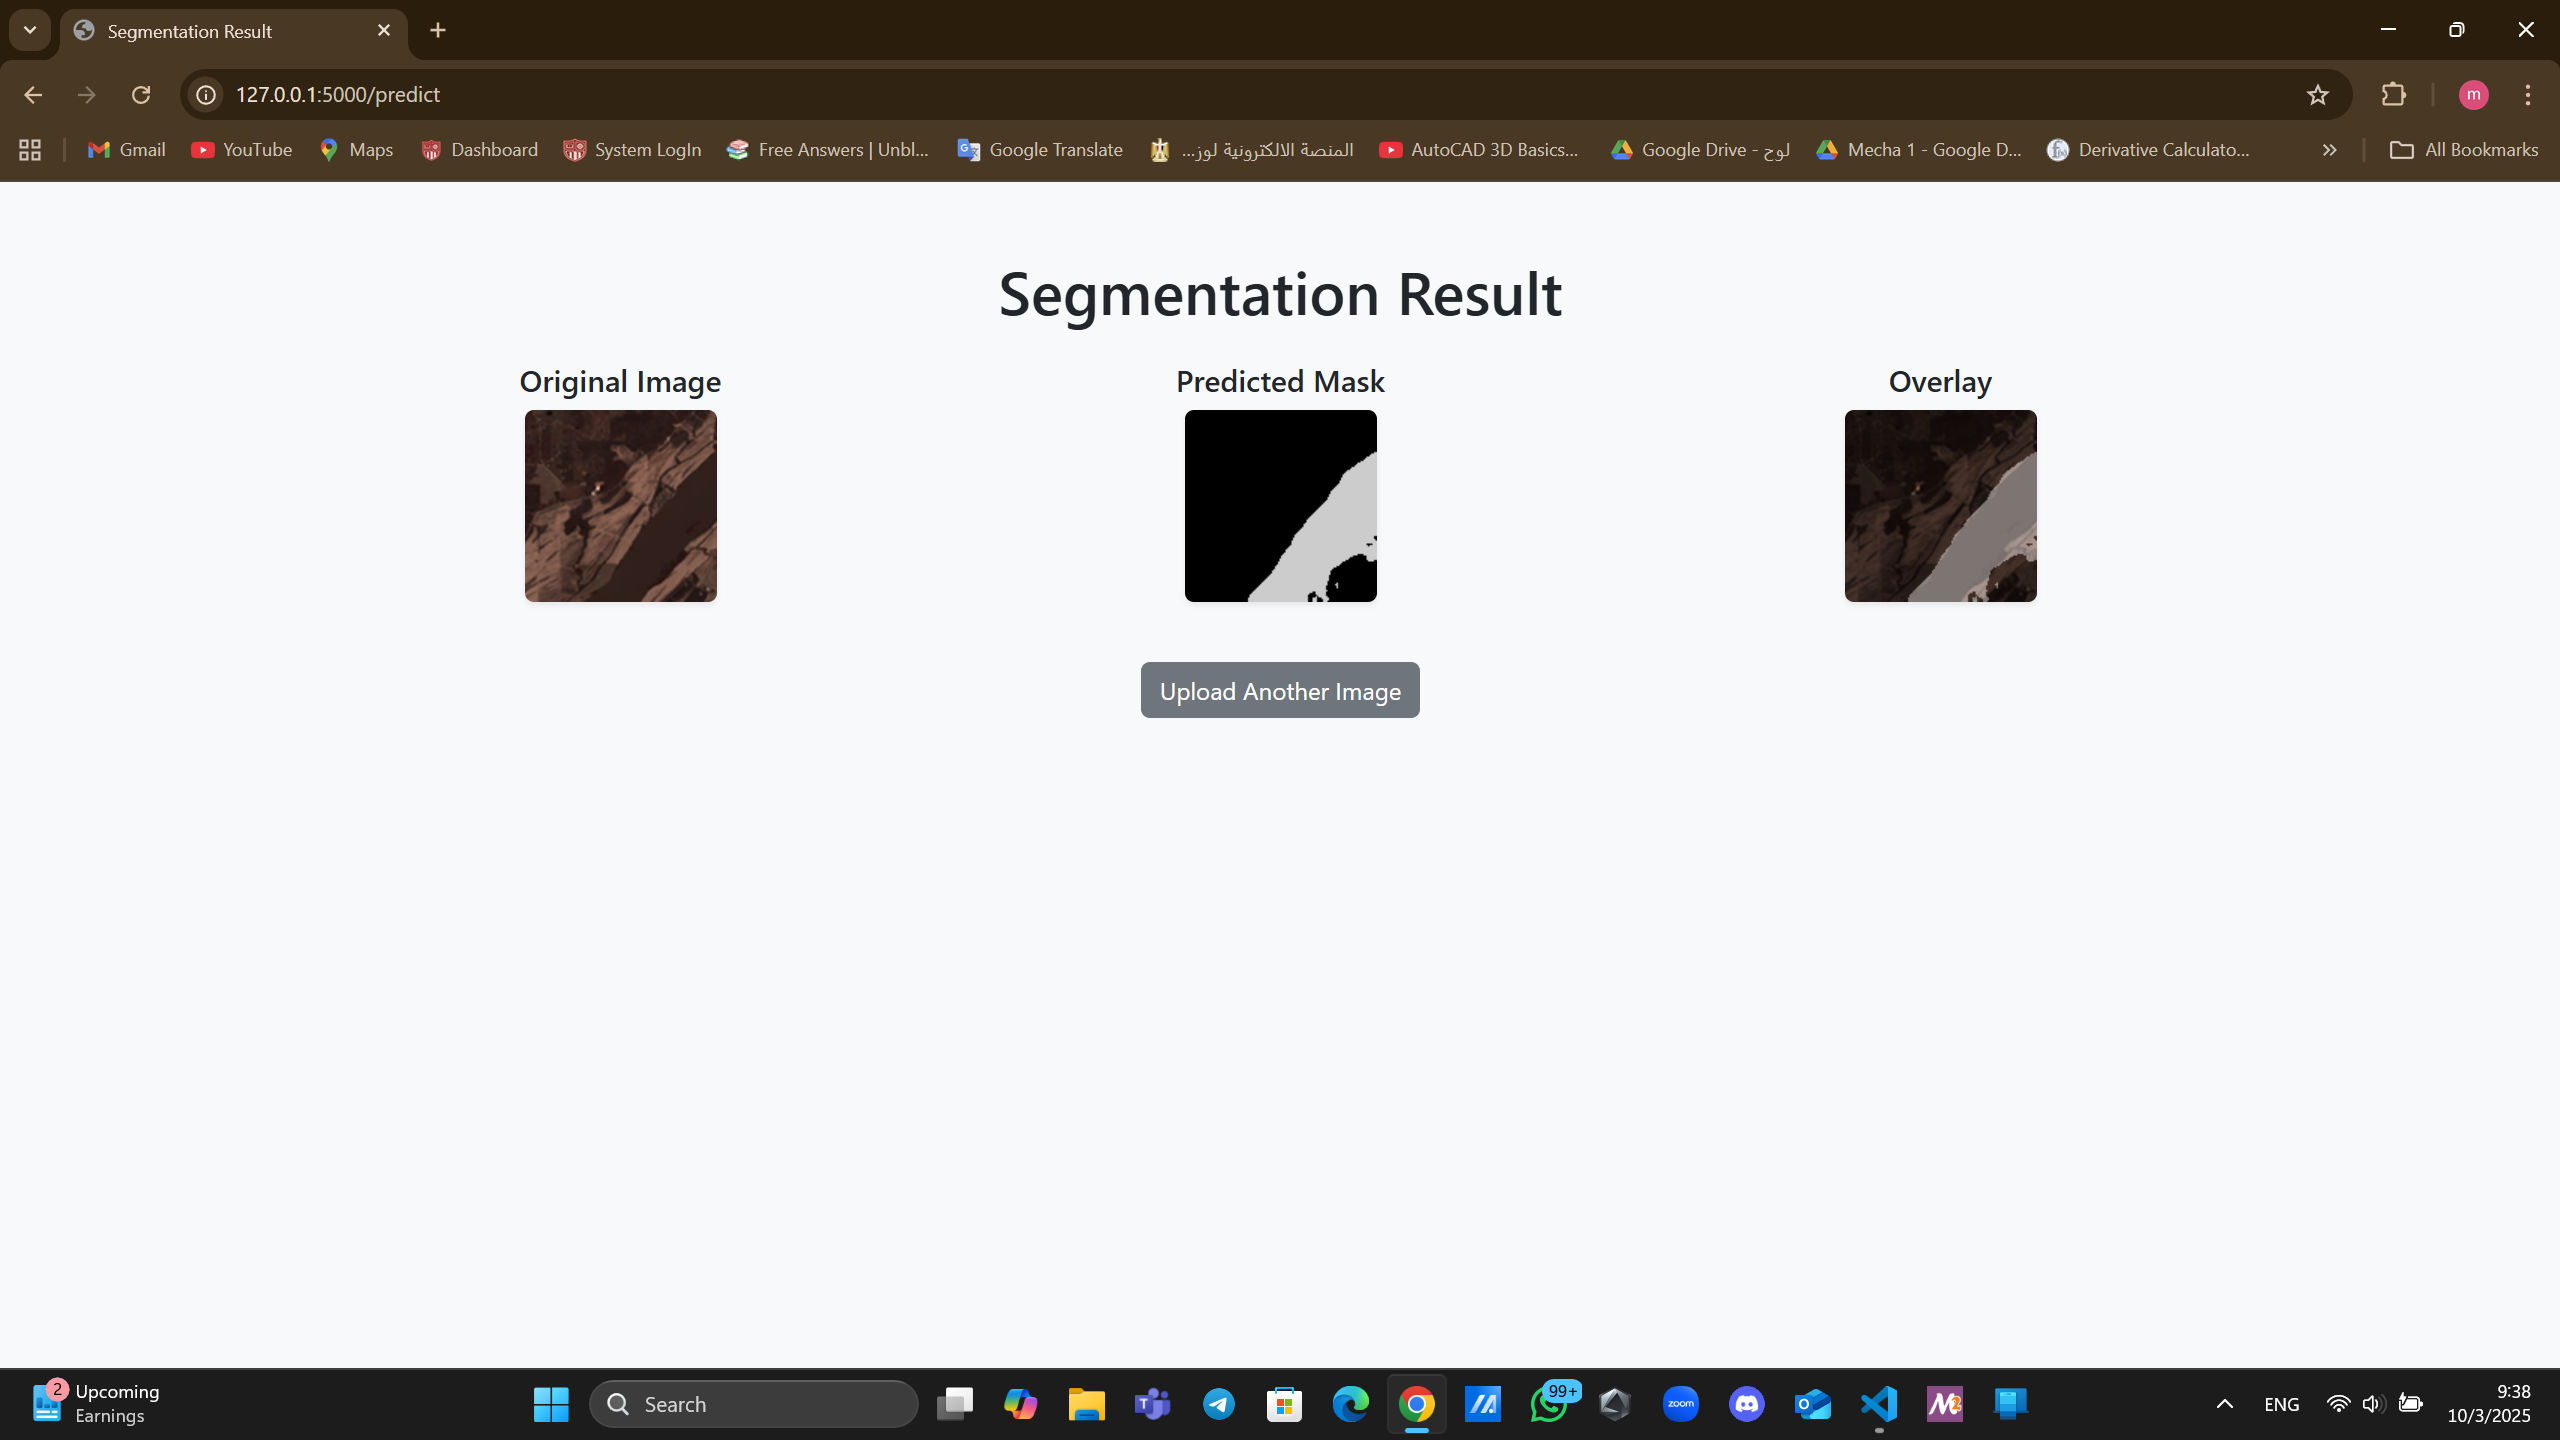 Segmentation Result
127.0.0.1:5000/predict
m
Gmail
YouTube
Maps
Dashboard
System LogIn
Free Answers | Unbl...
Google Translate
المنصة الالكترونية لوز...
AutoCAD 3D Basics...
Google Drive - لوح
Mecha 1 - Google D...
Derivative Calculato...
All Bookmarks
Segmentation Result
Original Image
Predicted Mask
Overlay
Upload Another Image
2
Upcoming
Earnings
Search
99+
zoom
ENG
9:38
10/3/2025